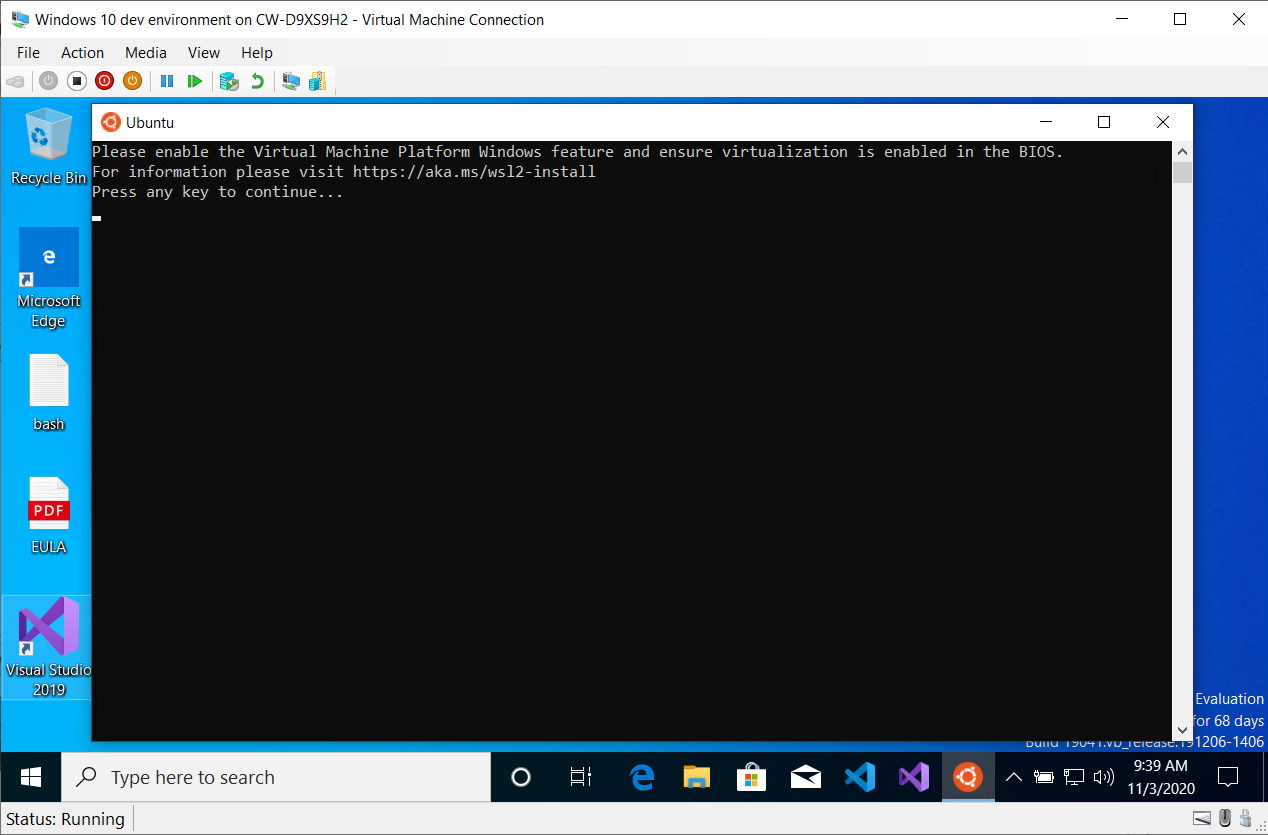 Windows 10 dev environment on CW-D9XS9H2 - Virtual Machine Connection
File Action Media View Help
Ubuntu
Please enable the Virtual Machine Platform Windows feature and ensure virtualization is enabled in the BIOS.
For information please visit https://aka.ms/wsl2-install
Press any key to continue...
Recycle Bin
Microsoft
Edge
bash
PDF
EULA
Visual Studio
2019
Evaluation
for 68 days
Build 19041.vb_release.191206-1406
Type here to search
9:39 AM
11/3/2020
Status: Running